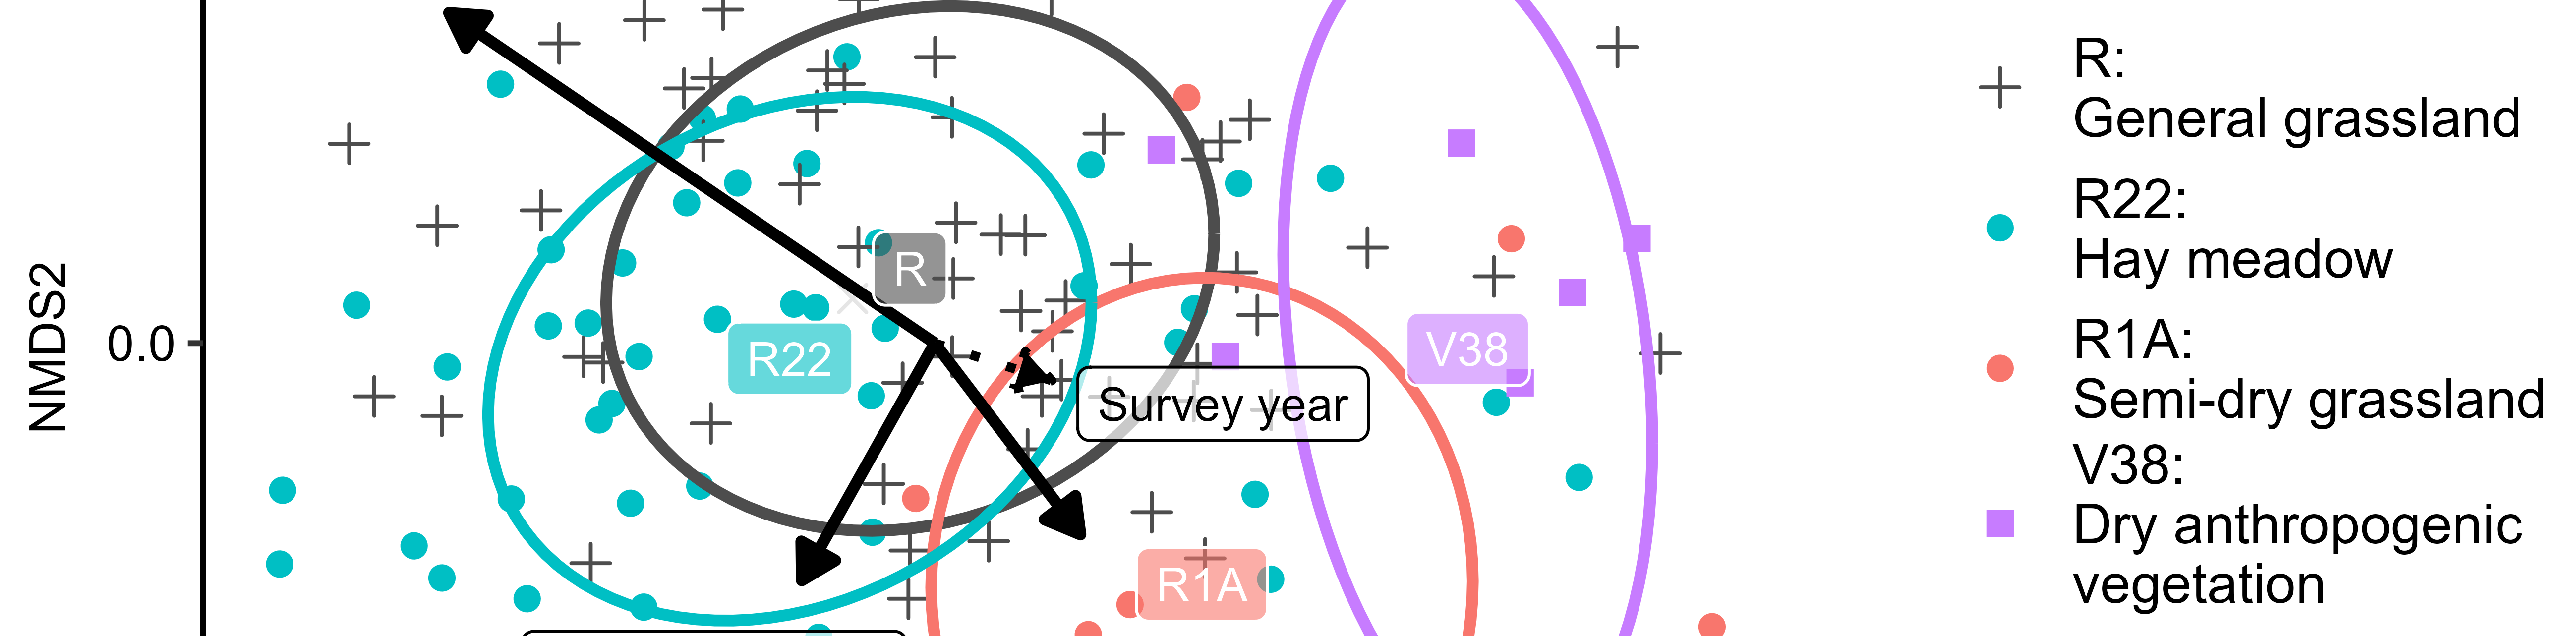 NMDS2
0.0
R
R22
V38
Survey year
R1A
R:
General grassland
R22:
Hay meadow
R1A:
Semi-dry grassland
V38:
Dry anthropogenic
vegetation